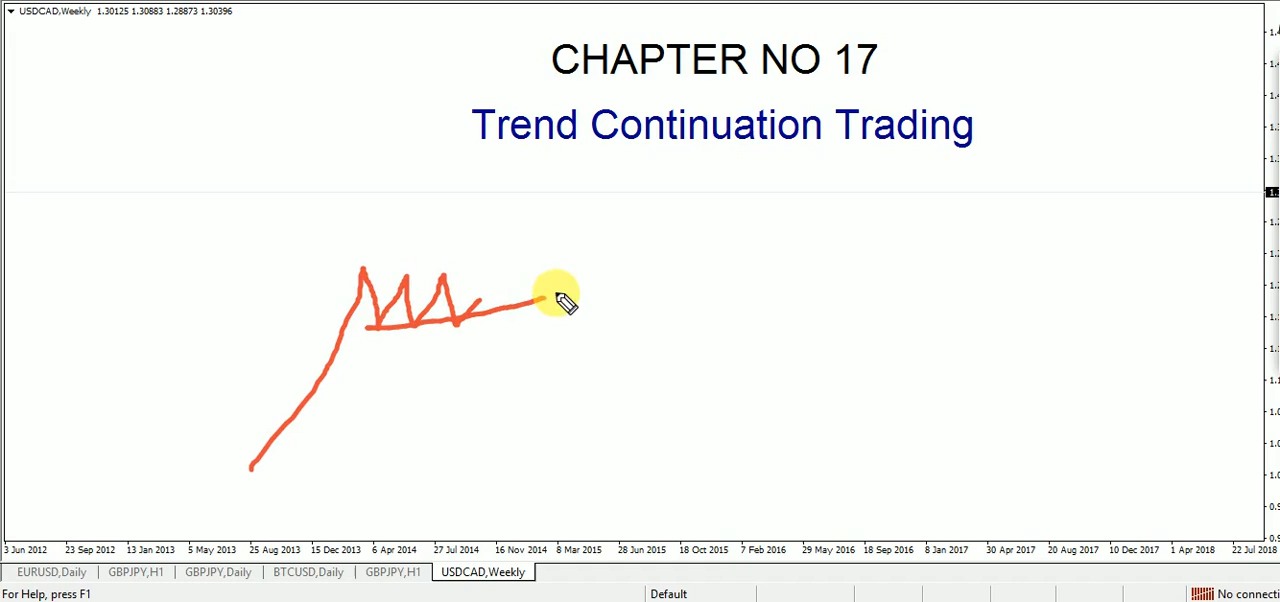 USDCAD,Weekly 1.30125 1.30883 1.28873 1.30396
CHAPTER NO 17
Trend Continuation Trading
3 Jun 2012 23 Sep 2012 13 Jan 2013 5 May 2013 25 Aug 2013 15 Dec 2013 6 Apr 2014 27 Jul 2014 16 Nov 2014 8 Mar 2015 28 Jun 2015 18 Oct 2015 7 Feb 2016 29 May 2016 18 Sep 2016 8 Jan 2017 30 Apr 2017 20 Aug 2017 10 Dec 2017 1 Apr 2018 22 Jul 2018
EURUSD,Daily GBPJPY,H1 GBPJPY,Daily BTCUSD,Daily GBPJPY,H1 USDCAD,Weekly
For Help, press F1 Default No connecti